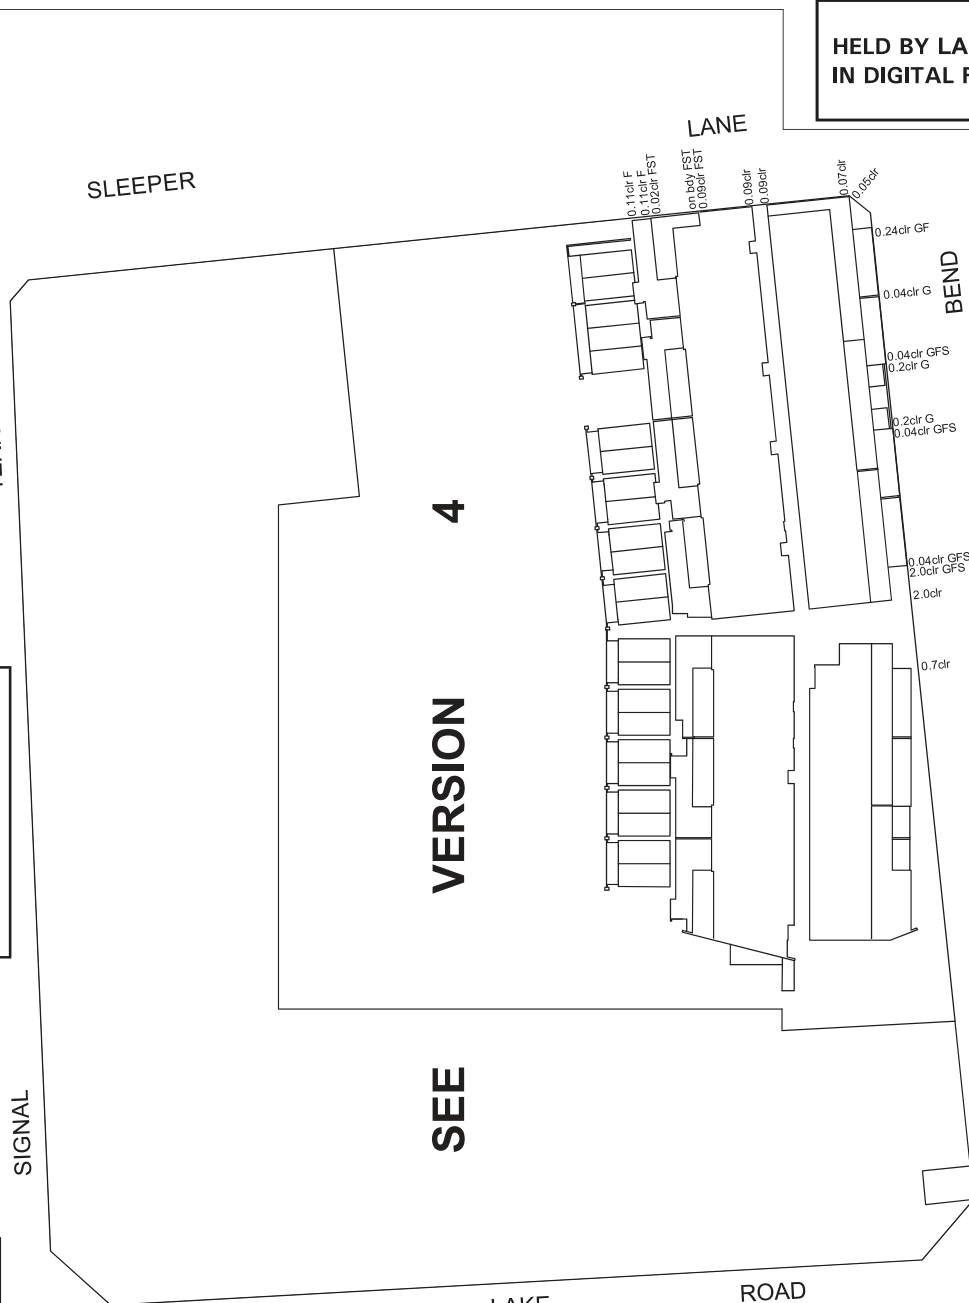 HELD BY LA
IN DIGITAL F
LANE
SLEEPER
0.11clr F
0.11clr F
0.02clr FST
on bdy FST
0.09clr FST
0.09clr
0.09clr
0.07clr
0.05clr
0.24clr GF
0.04clr G
BEND
0.04clr GFS
0.2clr G
0.2clr G
0.04clr GFS
0.04clr GFS
2.0clr GFS
2.0clr
0.7clr
SEE VERSION 4
SIGNAL
ROAD
LAKE